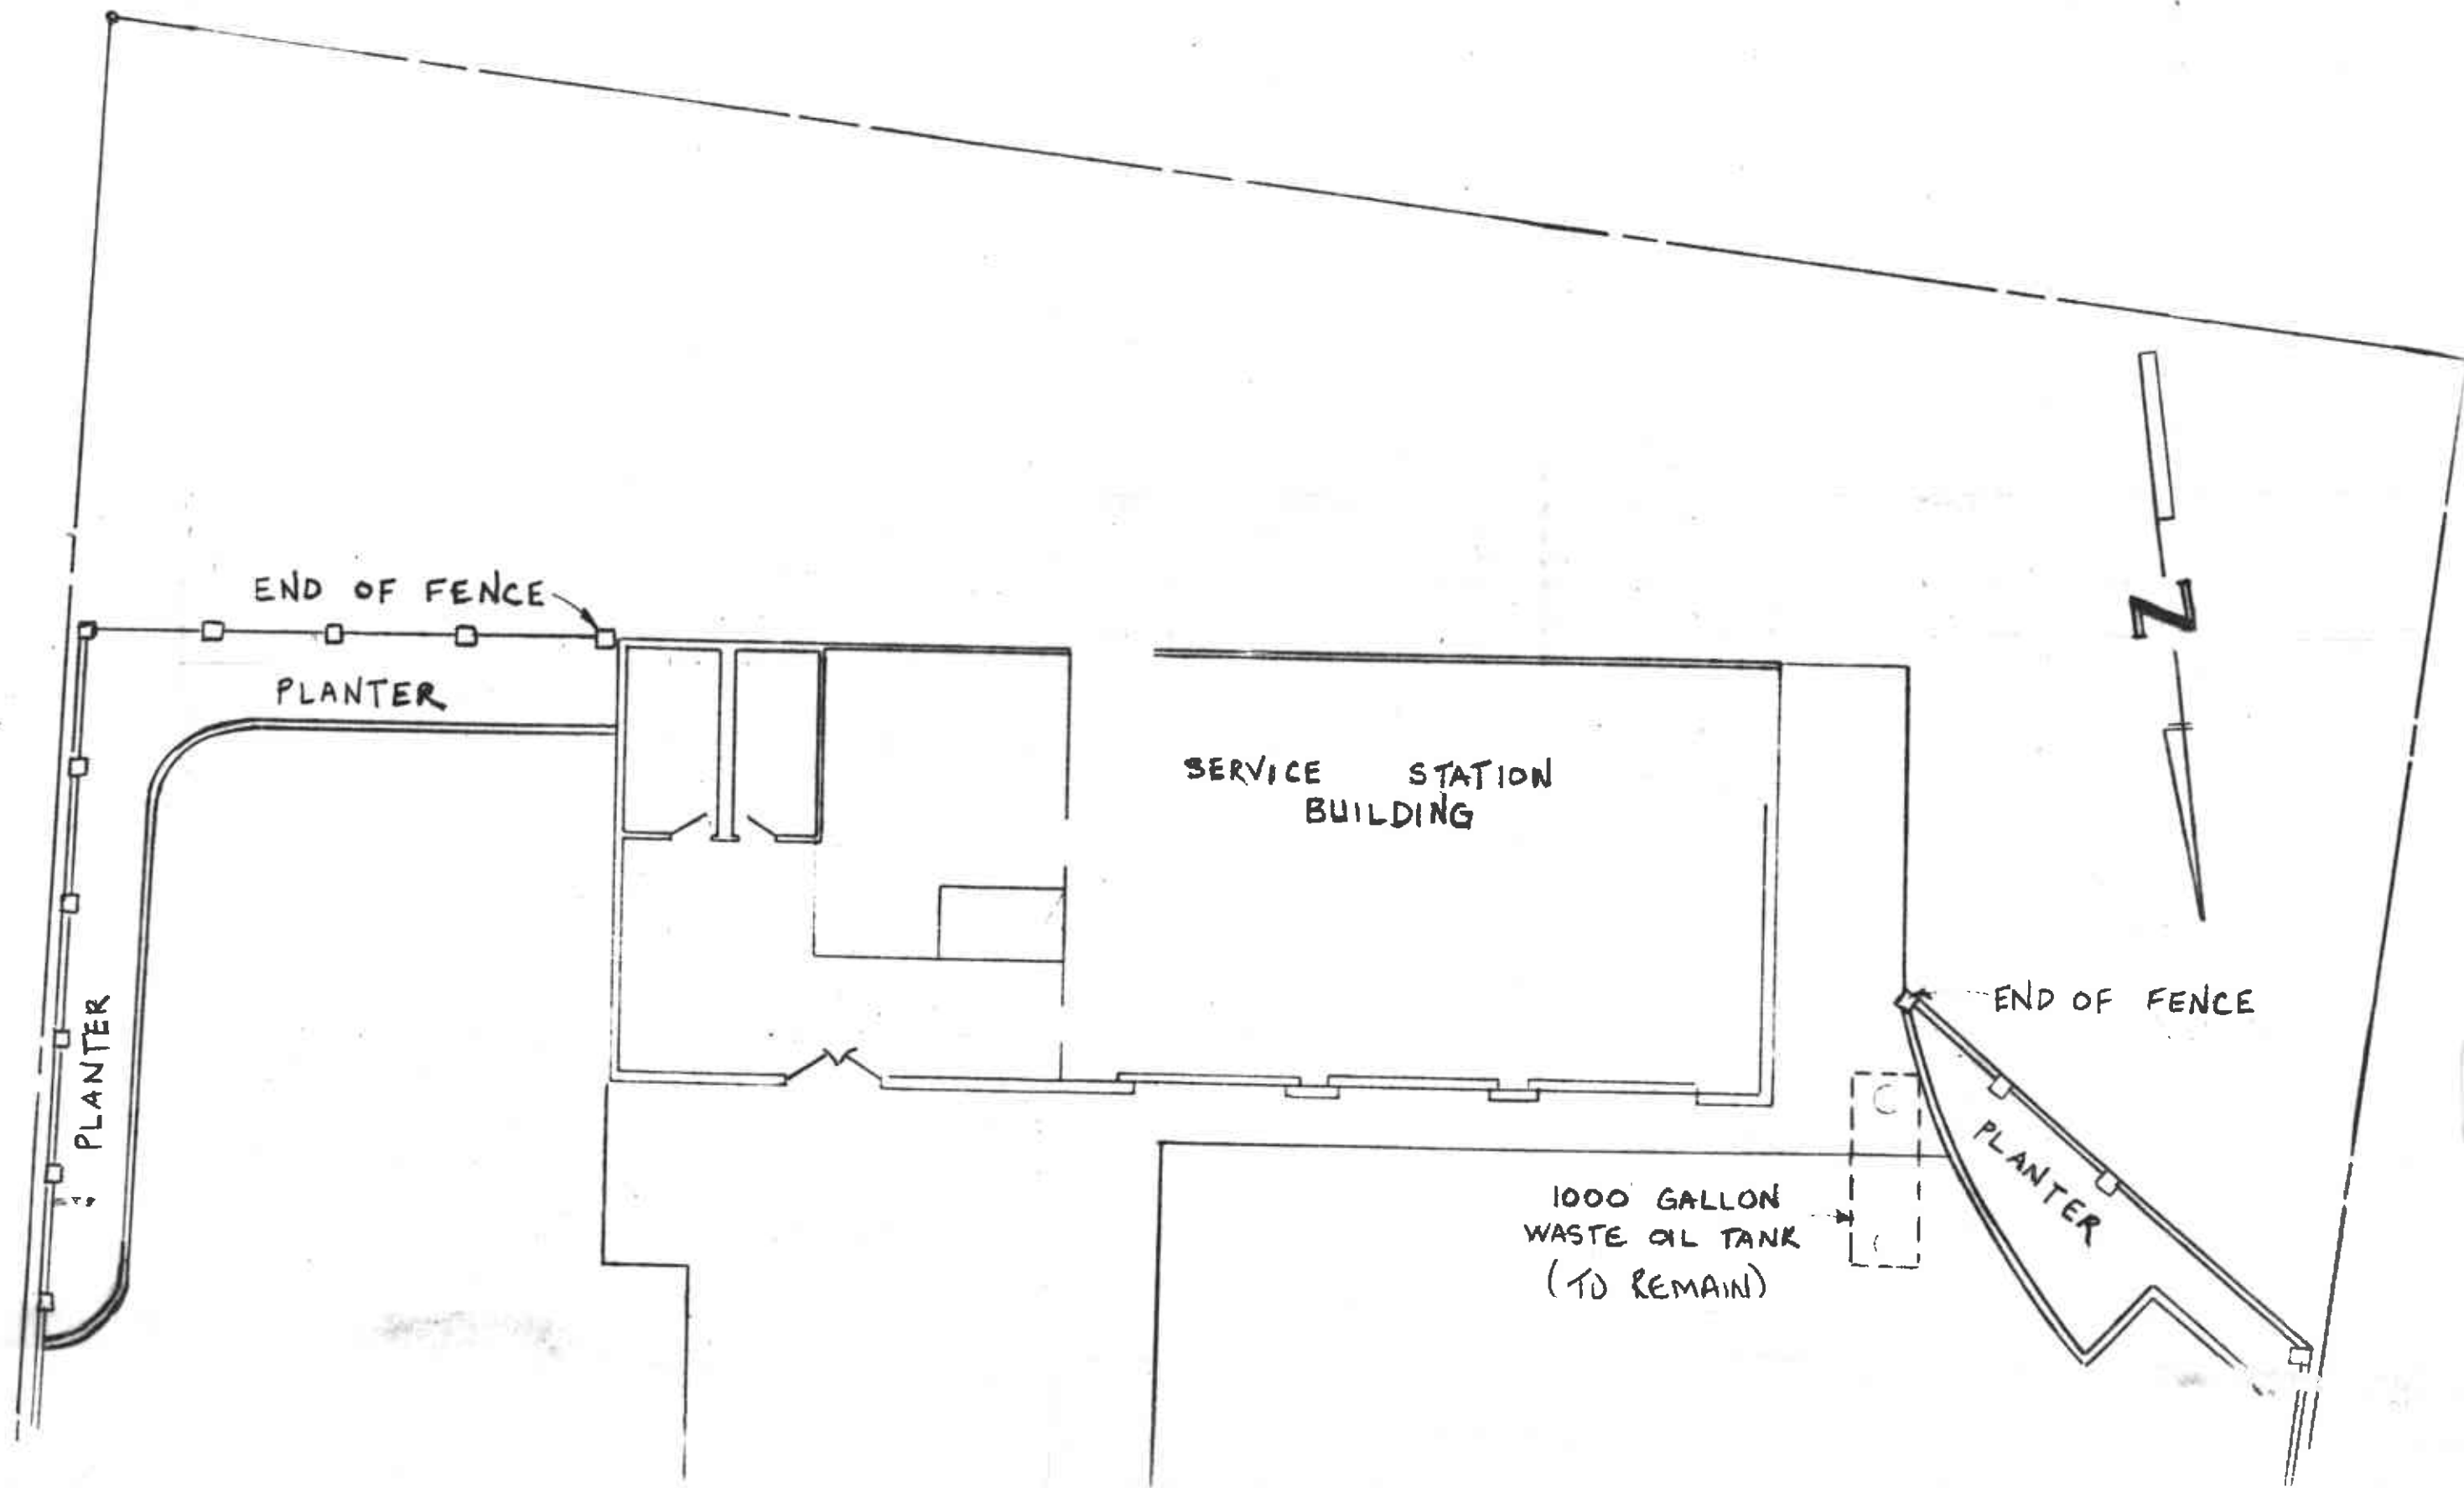 END OF FENCE
PLANTER
N
SERVICE STATION
BUILDING
PLANTER
END OF FENCE
PLANTER
1000 GALLON
WASTE OIL TANK
(TO REMAIN)